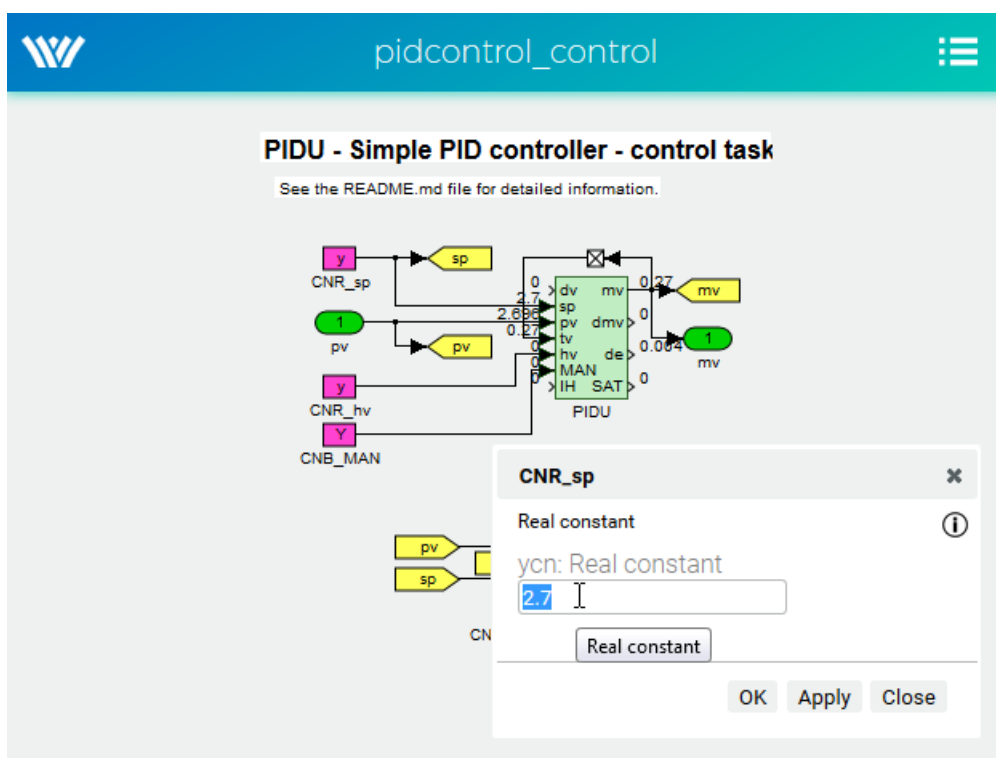 pidcontrol_control
PIDU - Simple PID controller - control task
See the README.md file for detailed information.
y
sp
CNR_sp
1
pv
pv
y
CNR_hv
Y
CNB_MAN
0
2.7
2.696
0.27
0
0
0
dv mv
sp
pv dmv
tv
hv de
MAN
IH SAT
PIDU
0.27
0
0.064
0
mv
1
mv
pv
sp
CN
CNR_sp
Real constant
ycn: Real constant
2.7
Real constant
OK Apply Close